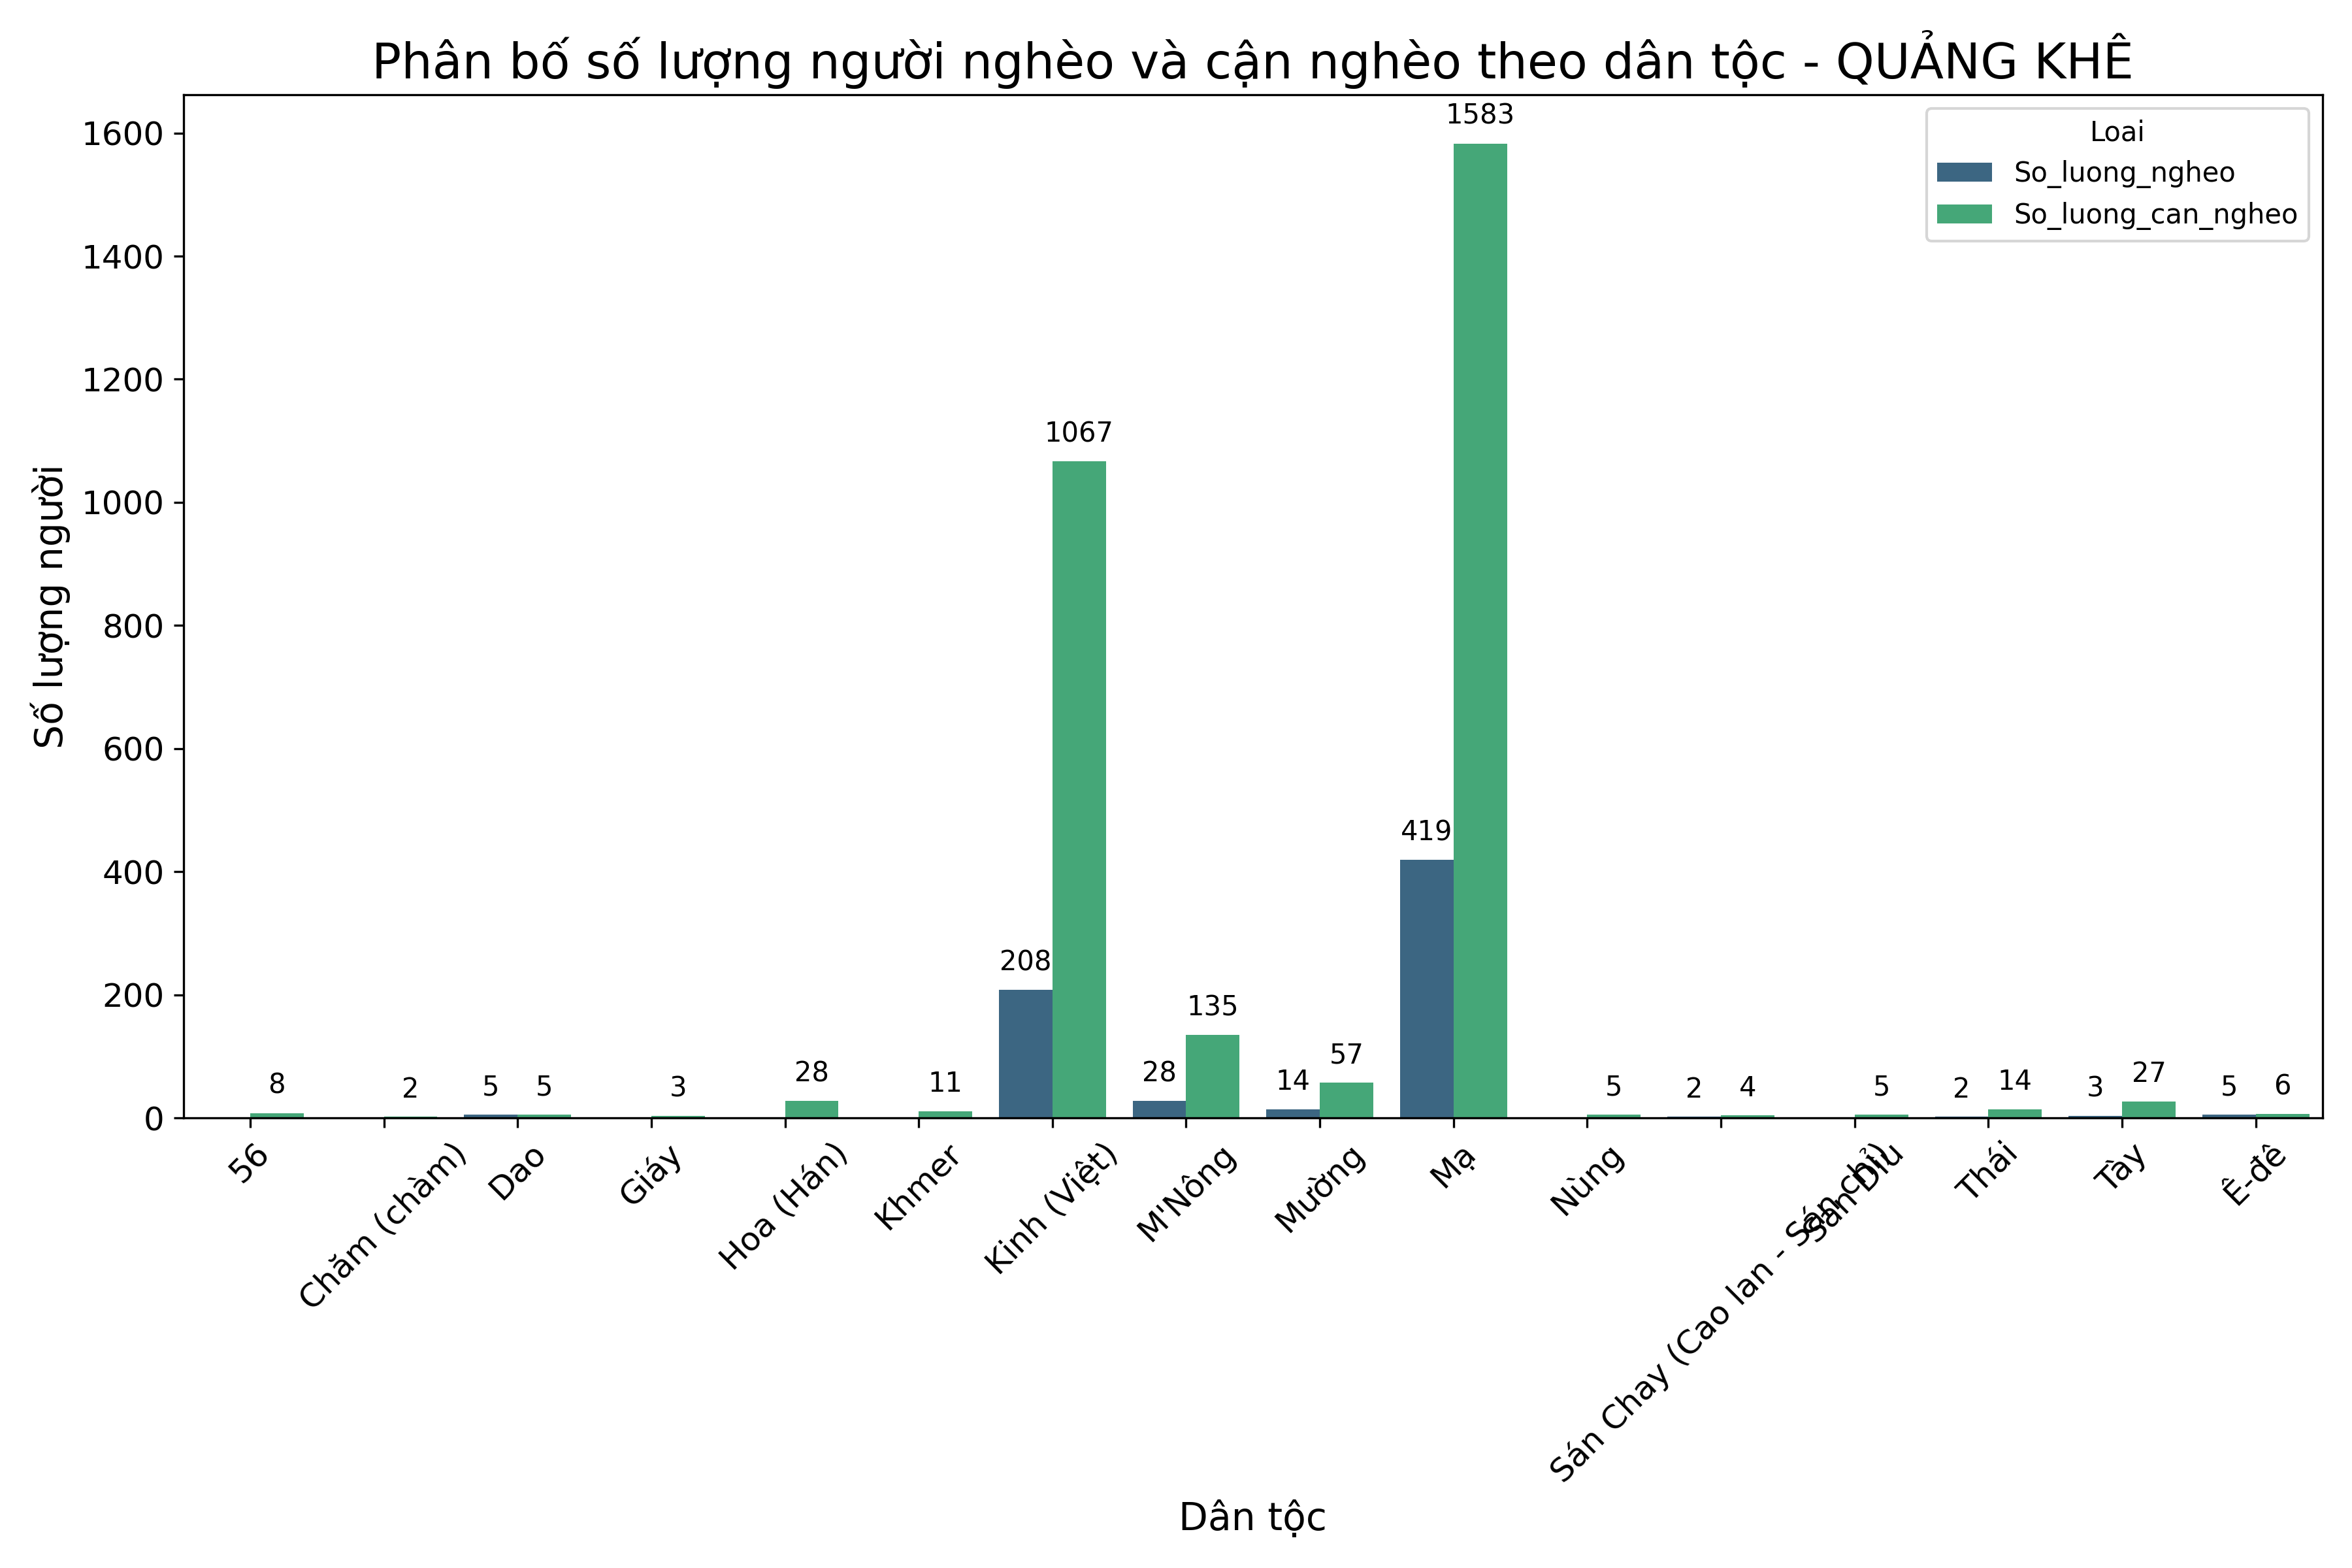 Phân bố số lượng người nghèo và cận nghèo theo dân tộc - QUẢNG KHÊ
Loai
So_luong_ngheo
So_luong_can_ngheo
Số lượng người
1600
1400
1200
1000
800
600
400
200
0
8
2
5
5
3
28
11
208
1067
28
135
14
57
419
1583
5
2
4
5
2
14
3
27
5
6
56
Chăm (chàm)
Dao
Giáy
Hoa (Hán)
Khmer
Kinh (Việt)
M'Nông
Mường
Mạ
Nùng
Sán Chay (Cao lan - Sán chỉ)
Sán Dìu
Thái
Tày
Ê-đê
Dân tộc